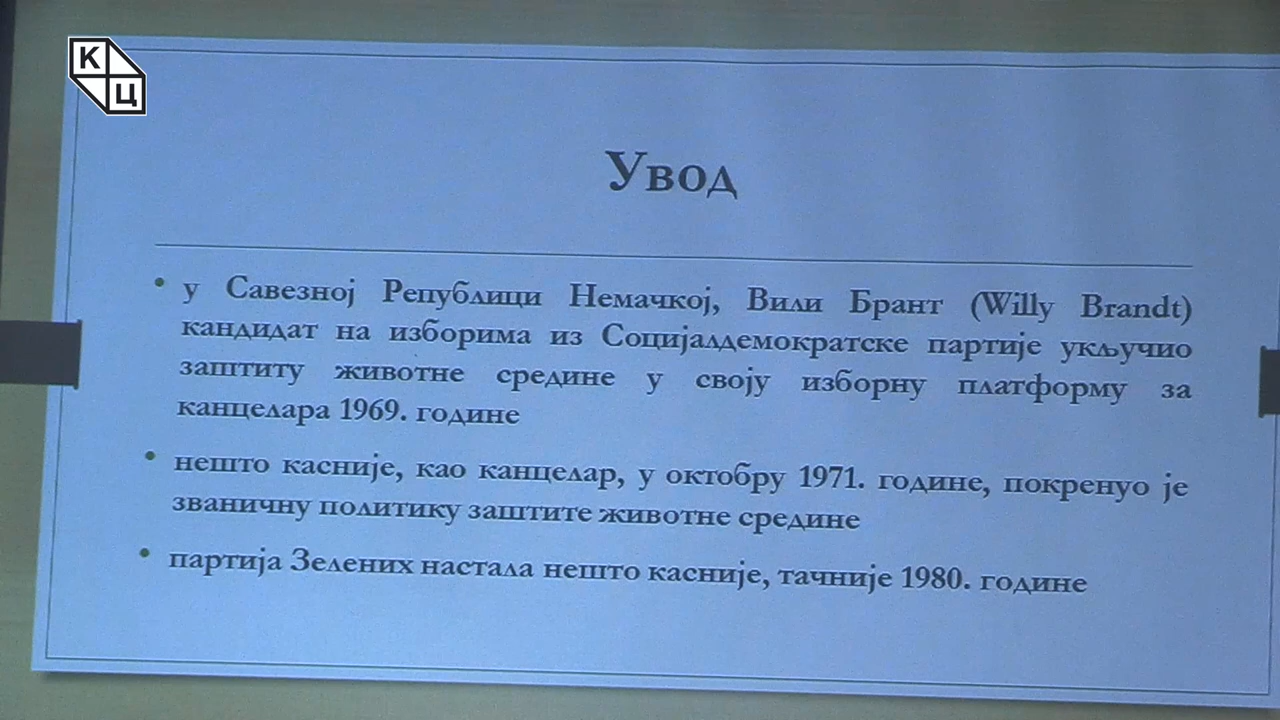 К
Ц
Увод
• у Савезној Републици Немачкој, Вили Брант (Willy Brandt)
кандидат на изборима из Социјалдемократске партије укључио
заштиту животне средине у своју изборну платформу за
канцелара 1969. године
• нешто касније, као канцелар, у октобру 1971. године, покренуо је
званичну политику заштите животне средине
• партија Зелених настала нешто касније, тачније 1980. године